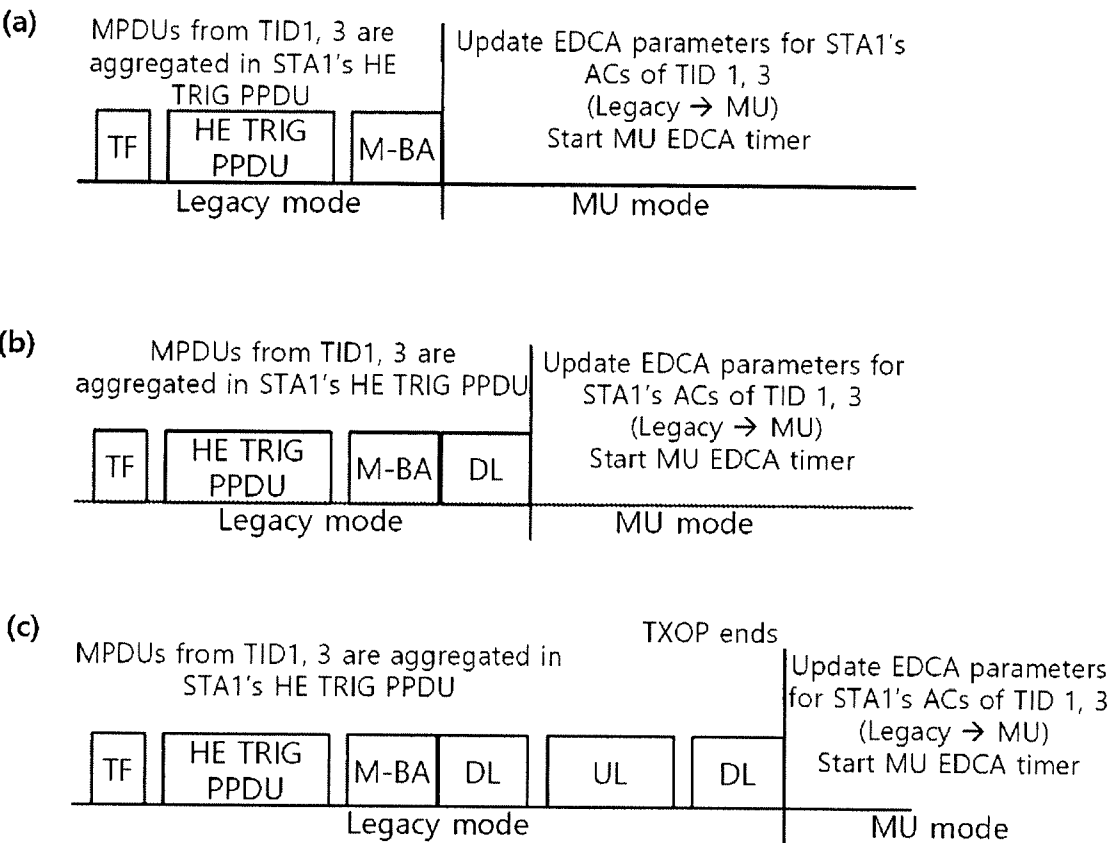 (a)
MPDUs from TID1, 3 are
aggregated in STA1's HE
TRIG PPDU
Update EDCA parameters for STA1's
ACs of TID 1, 3
(Legacy → MU)
Start MU EDCA timer
TF
HE TRIG
PPDU
M-BA
Legacy mode
MU mode
(b)
MPDUs from TID1, 3 are
aggregated in STA1's HE TRIG PPDU
Update EDCA parameters for
STA1's ACs of TID 1, 3
(Legacy → MU)
Start MU EDCA timer
TF
HE TRIG
PPDU
M-BA
DL
Legacy mode
MU mode
(c)
TXOP ends
MPDUs from TID1, 3 are aggregated in
STA1's HE TRIG PPDU
Update EDCA parameters
for STA1's ACs of TID 1, 3
(Legacy → MU)
Start MU EDCA timer
TF
HE TRIG
PPDU
M-BA
DL
UL
DL
Legacy mode
MU mode